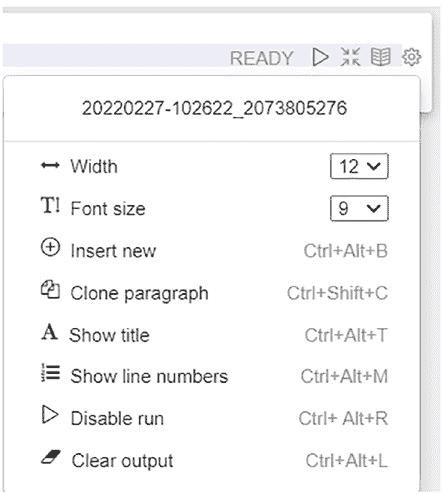 READY
20220227-102622_2073805276
Width 12
T! Font size 9
Insert new Ctrl+Alt+B
Clone paragraph Ctrl+Shift+C
A Show title Ctrl+Alt+T
Show line numbers Ctrl+Alt+M
Disable run Ctrl+ Alt+R
Clear output Ctrl+Alt+L